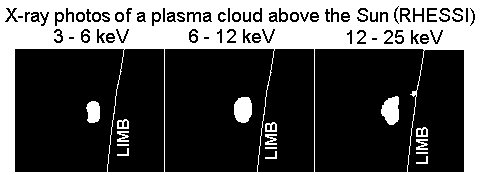 X-ray photos of a plasma cloud above the Sun (RHESSI)
3 - 6 keV 6 - 12 keV 12 - 25 keV
LIMB LIMB LIMB